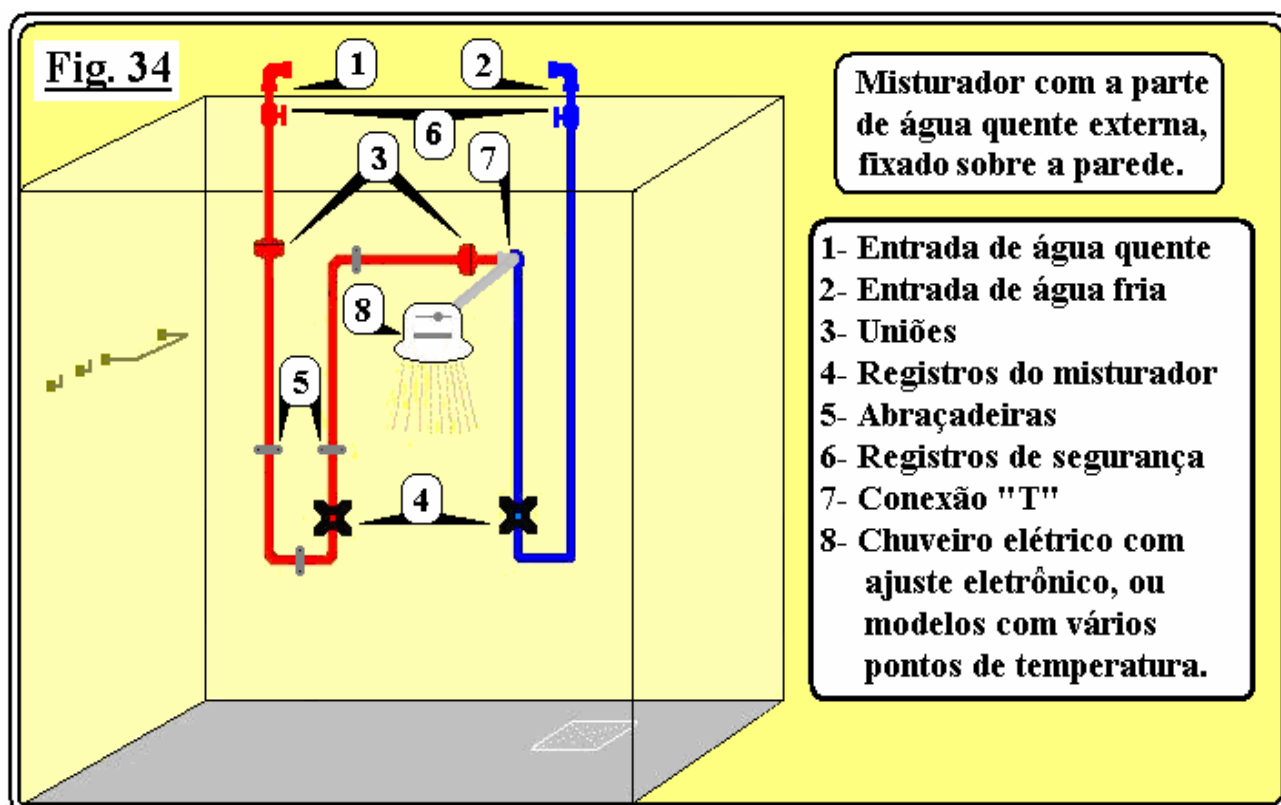 Fig. 34
1
2
6
3
7
8
5
4
Misturador com a parte
de água quente externa,
fixado sobre a parede.
1- Entrada de água quente
2- Entrada de água fria
3- Uniões
4- Registros do misturador
5- Abraçadeiras
6- Registros de segurança
7- Conexão "T"
8- Chuveiro elétrico com
ajuste eletrônico, ou
modelos com vários
pontos de temperatura.